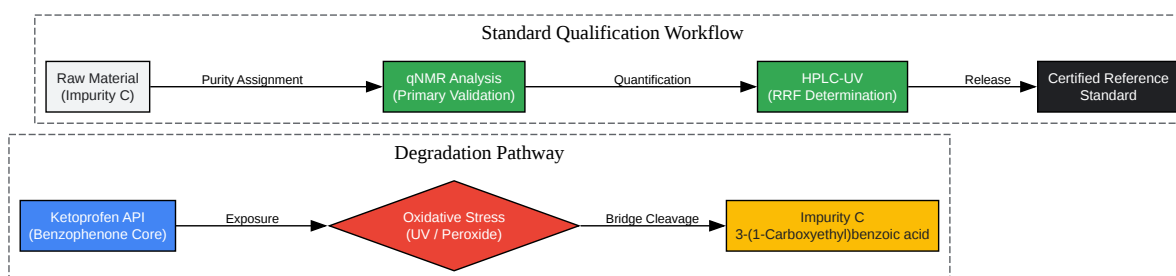 Standard Qualification Workflow
Raw Material
(Impurity C)
Purity Assignment
qNMR Analysis
(Primary Validation)
Quantification
HPLC-UV
(RRF Determination)
Release
Certified Reference
Standard
Degradation Pathway
Ketoprofen API
(Benzophenone Core)
Exposure
Oxidative Stress
(UV / Peroxide)
Bridge Cleavage
Impurity C
3-(1-Carboxyethyl)benzoic acid